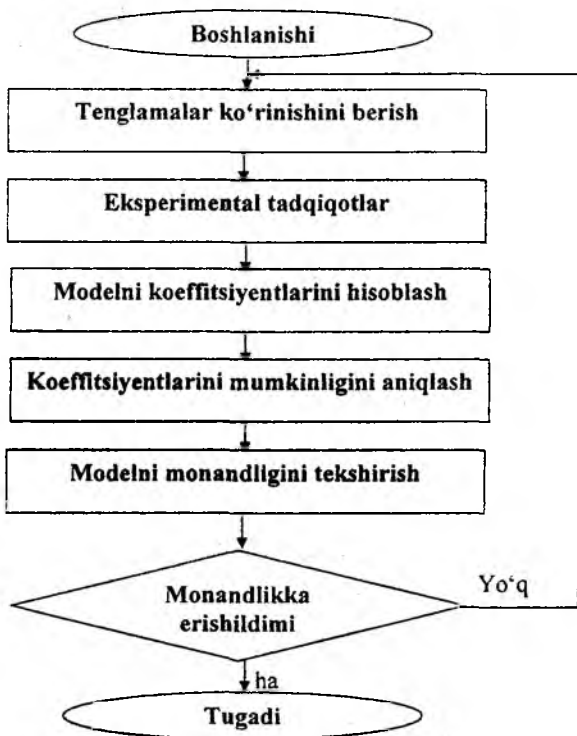 Boshlanishi
Tenglamalar ko‘rinishini berish
Eksperimental tadqiqotlar
Modelni koeffitsiyentlarini hisoblash
Koeffitsiyentlarini mumkinligini aniqlash
Modelni monandligini tekshirish
Monandlikka
erishildimi
Yo‘q
ha
Tugadi